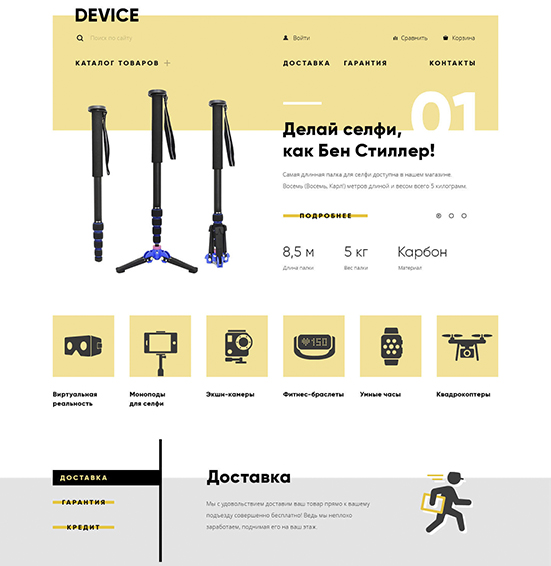 DEVICE
Поиск по сайту
Войти
Сравнить
Корзина
КАТАЛОГ ТОВАРОВ
ДОСТАВКА
ГАРАНТИЯ
КОНТАКТЫ
01
Делай селфи,
как Бен Стиллер!
Самая длинная палка для селфи доступна в нашем магазине.
Восемь (Восемь, Карл!) метров длиной и весом всего 5 килограмм.
ПОДРОБНЕЕ
8,5 м
5 кг
Карбон
Длина палки
Вес палки
Материал
150
Виртуальная
реальность
Моноподы
для селфи
Экши-камеры
Фитнес-браслеты
Умные часы
Квадрокоптеры
ДОСТАВКА
ГАРАНТИЯ
КРЕДИТ
Доставка
Мы с удовольствием доставим ваш товар прямо к вашему
подъезду совершенно бесплатно! Ведь мы неплохо
заработаем, поднимая его на ваш этаж.